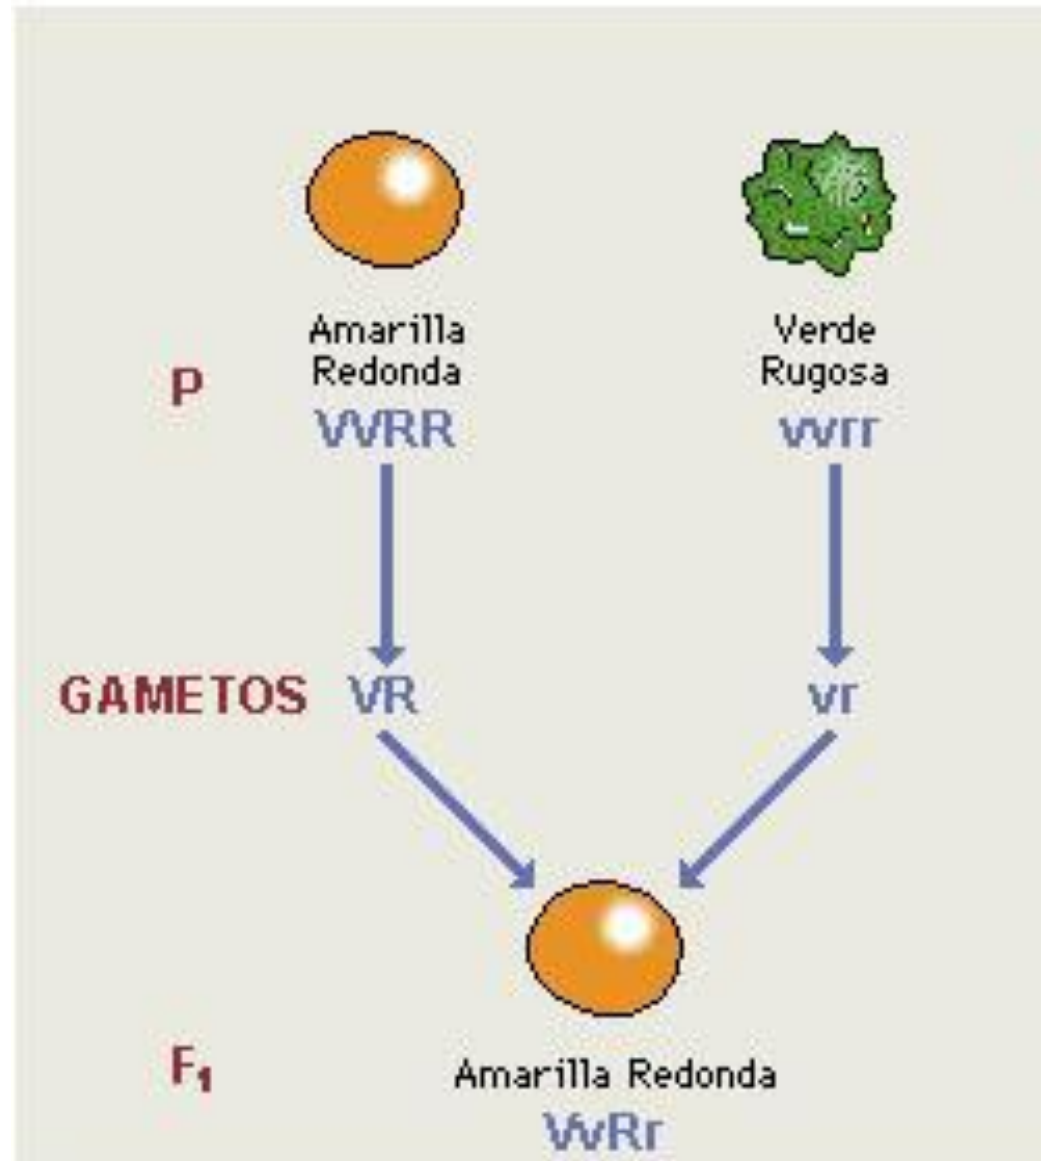 Amarilla
Redonda
VVRR
Verde
Rugosa
vvrr
P
GAMETOS VR vr
F₁
Amarilla Redonda
VvRr